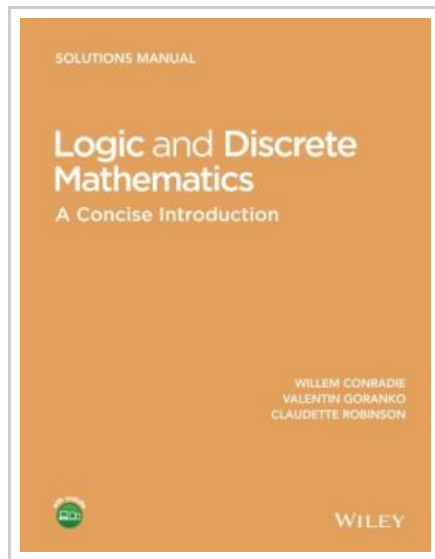 SOLUTIONS MANUAL
Logic and Discrete
Mathematics
A Concise Introduction
WILLEM CONRADIE
VALENTIN GORANKO
CLAUDETTE ROBINSON
WILEY